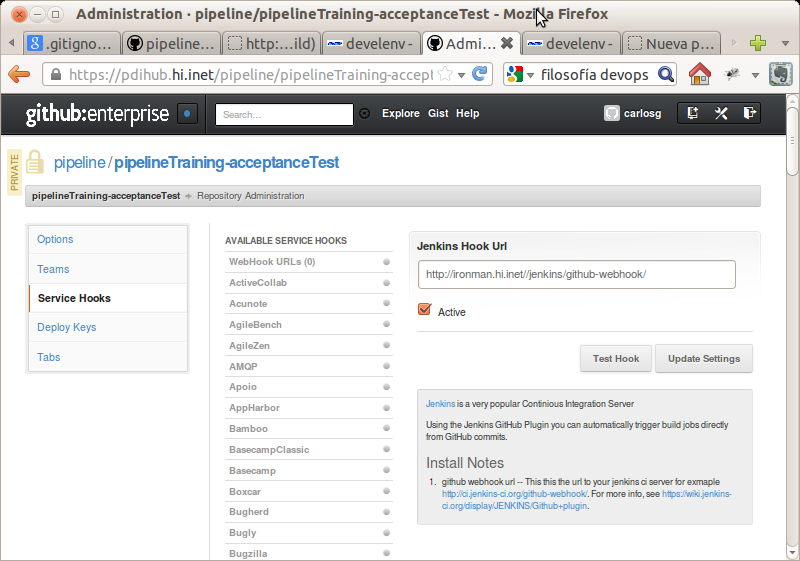 Administration · pipeline/pipelineTraining-acceptanceTest - Mozilla Firefox
.gitigno... pipeline... http:...ild) develenv - Admi... develenv - Nueva p...
https://pdihub.hi.inet/pipeline/pipelineTraining-accept filosofía devops
github:enterprise Search... Explore Gist Help carlosg
PRIVATE
pipeline / pipelineTraining-acceptanceTest
pipelineTraining-acceptanceTest Repository Administration
Options
Teams
Service Hooks
Deploy Keys
Tabs
AVAILABLE SERVICE HOOKS
WebHook URLs (0)
ActiveCollab
Acunote
AgileBench
AgileZen
AMQP
Apoio
AppHarbor
Bamboo
BasecampClassic
Basecamp
Boxcar
Bugherd
Bugly
Bugzilla
Jenkins Hook Url
http://ironman.hi.inet//jenkins/github-webhook/
Active
Test Hook Update Settings
Jenkins is a very popular Continious Integration Server
Using the Jenkins GitHub Plugin you can automatically trigger build jobs directly
from GitHub commits.
Install Notes
1. github webhook url -- This this the url to your jenkins ci server for exmaple
http://ci.jenkins-ci.org/github-webhook/. For more info, see https://wiki.jenkins-
ci.org/display/JENKINS/Github+plugin.